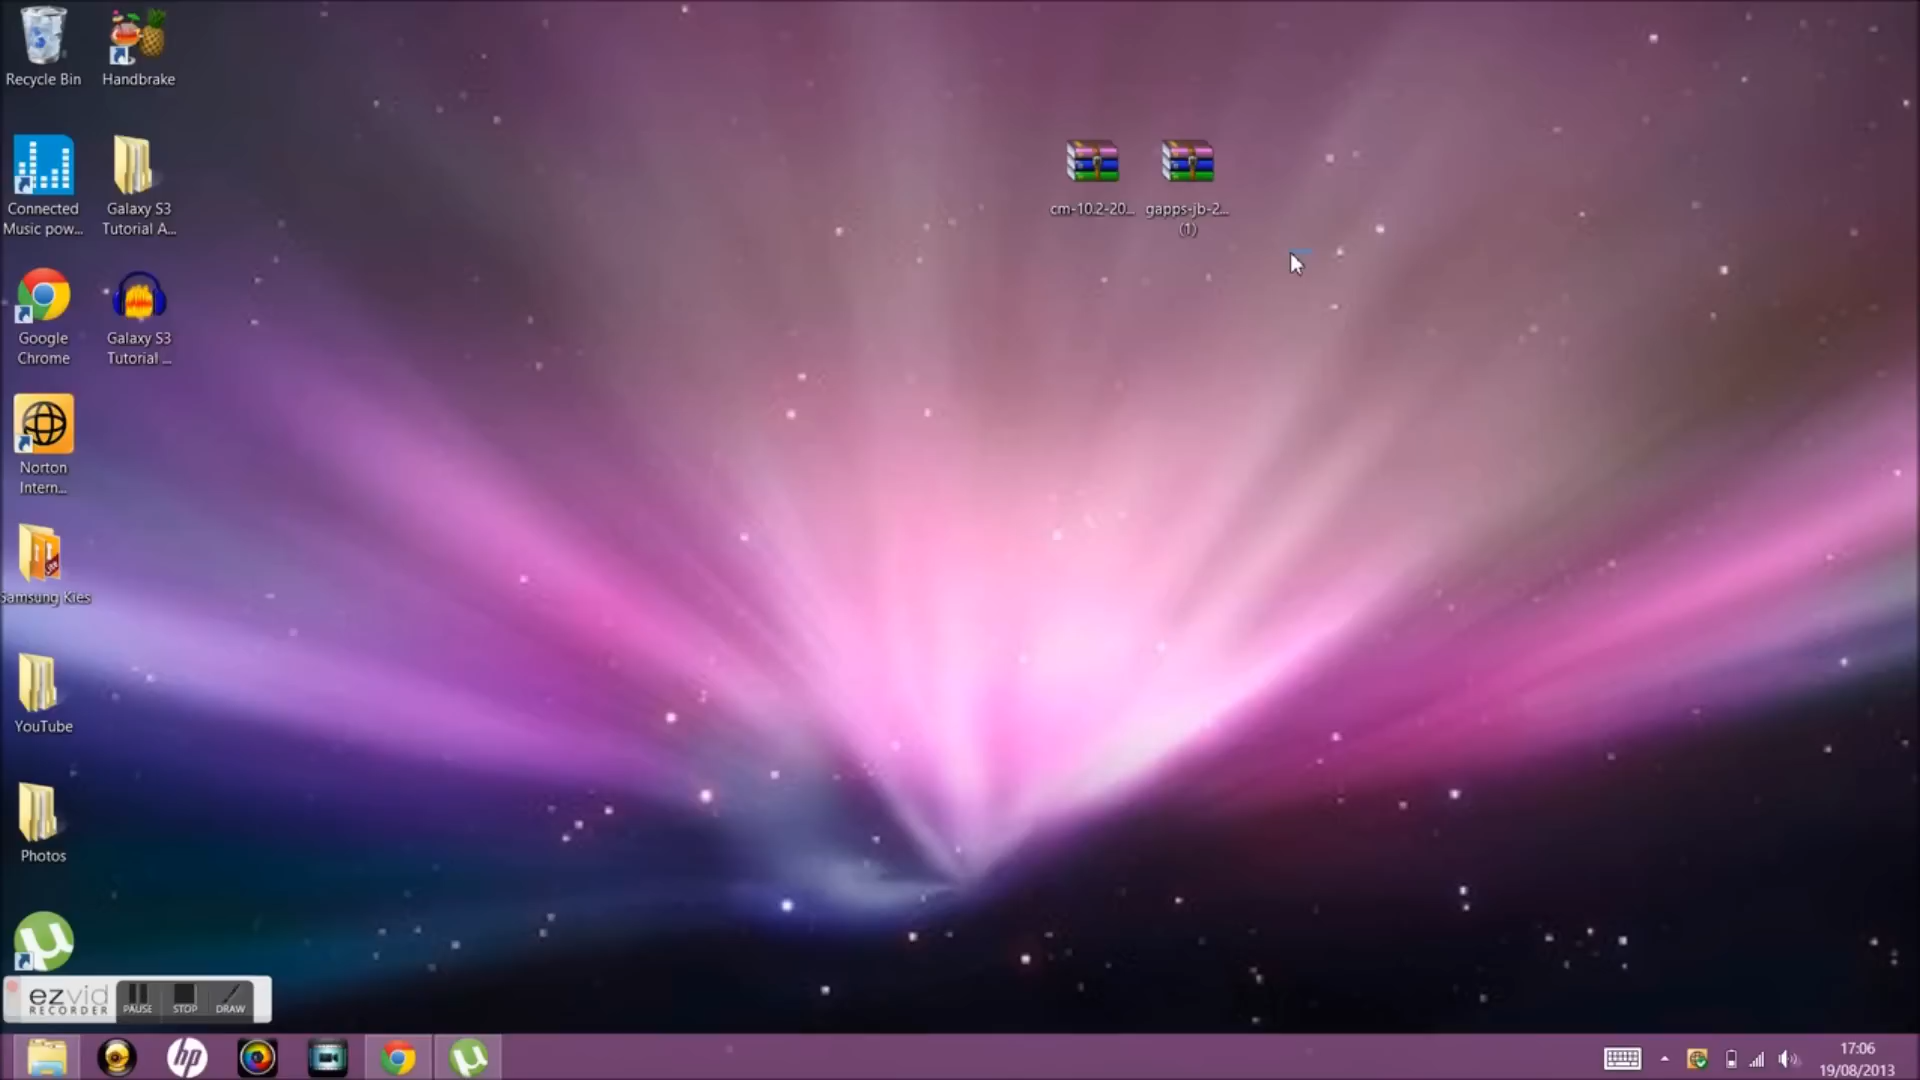 Recycle Bin
Handbrake
Connected
Music pow...
Galaxy S3
Tutorial A...
cm-10.2-20...
gapps-jb-2...
(1)
Google
Chrome
Galaxy S3
Tutorial ...
Norton
Intern...
Lite
Samsung Kies
YouTube
Photos
ezvid
RECORDER
PAUSE
STOP
DRAW
hp
17:06
19/08/2013